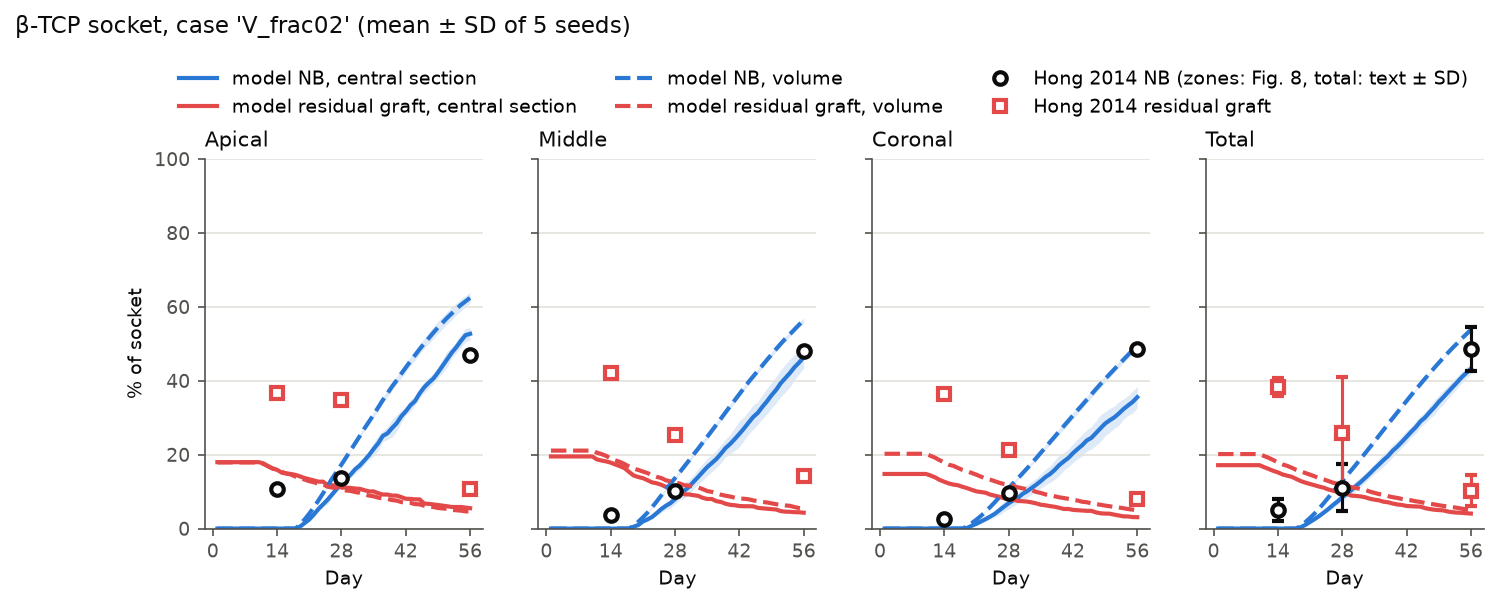 β-TCP socket, case 'V_frac02' (mean ± SD of 5 seeds)
model NB, central section
model NB, volume
Hong 2014 NB (zones: Fig. 8, total: text ± SD)
model residual graft, central section
model residual graft, volume
Hong 2014 residual graft
Apical
Middle
Coronal
Total
% of socket
100
80
60
40
20
0
0 14 28 42 56
0 14 28 42 56
0 14 28 42 56
0 14 28 42 56
Day
Day
Day
Day